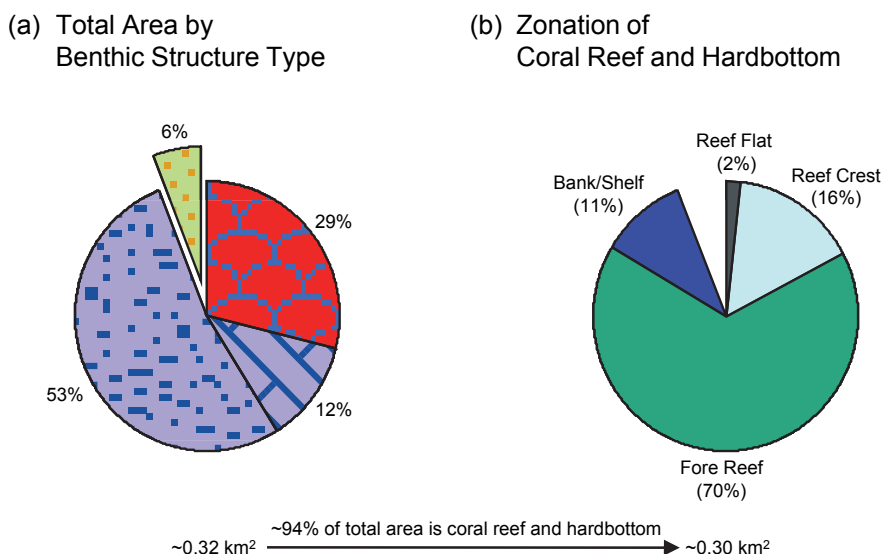 (a) Total Area by
Benthic Structure Type
6%
29%
53%
12%
(b) Zonation of
Coral Reef and Hardbottom
Reef Flat
(2%)
Reef Crest
(16%)
Bank/Shelf
(11%)
Fore Reef
(70%)
~94% of total area is coral reef and hardbottom
~0.32 km²
~0.30 km²